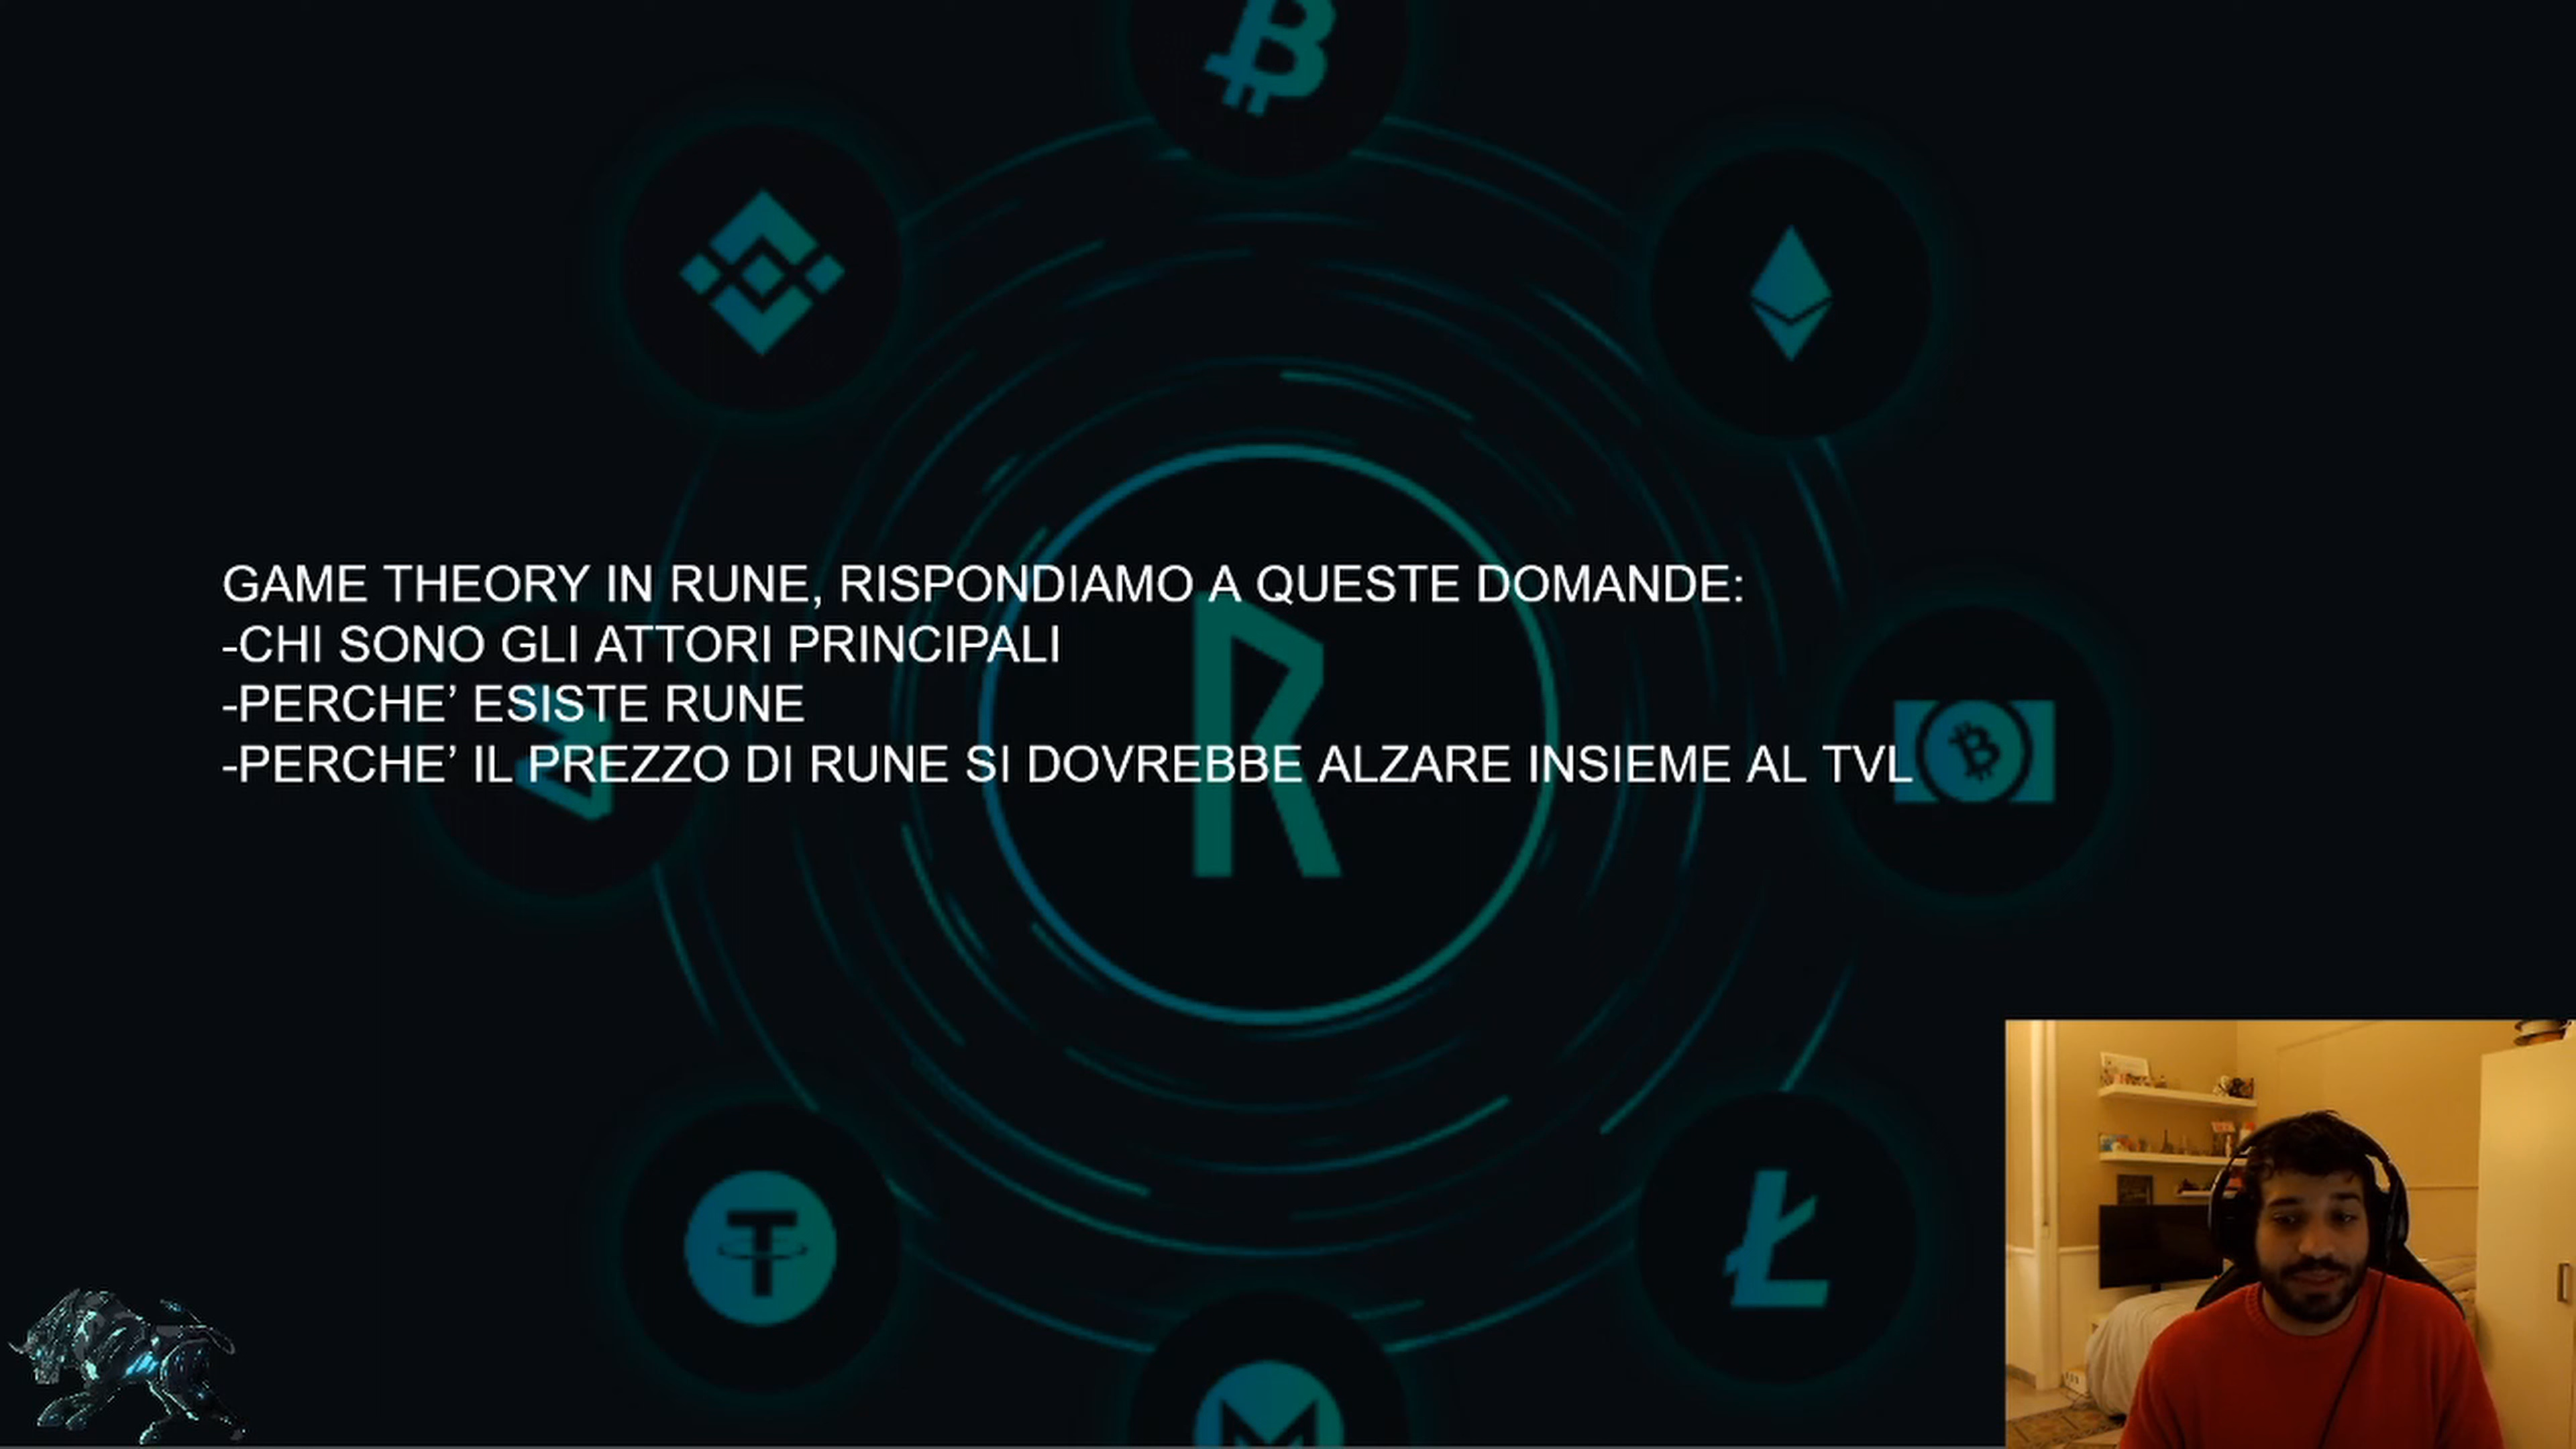 GAME THEORY IN RUNE, RISPONDIAMO A QUESTE DOMANDE:
-CHI SONO GLI ATTORI PRINCIPALI
-PERCHE’ ESISTE RUNE
-PERCHE’ IL PREZZO DI RUNE SI DOVREBBE ALZARE INSIEME AL TVL